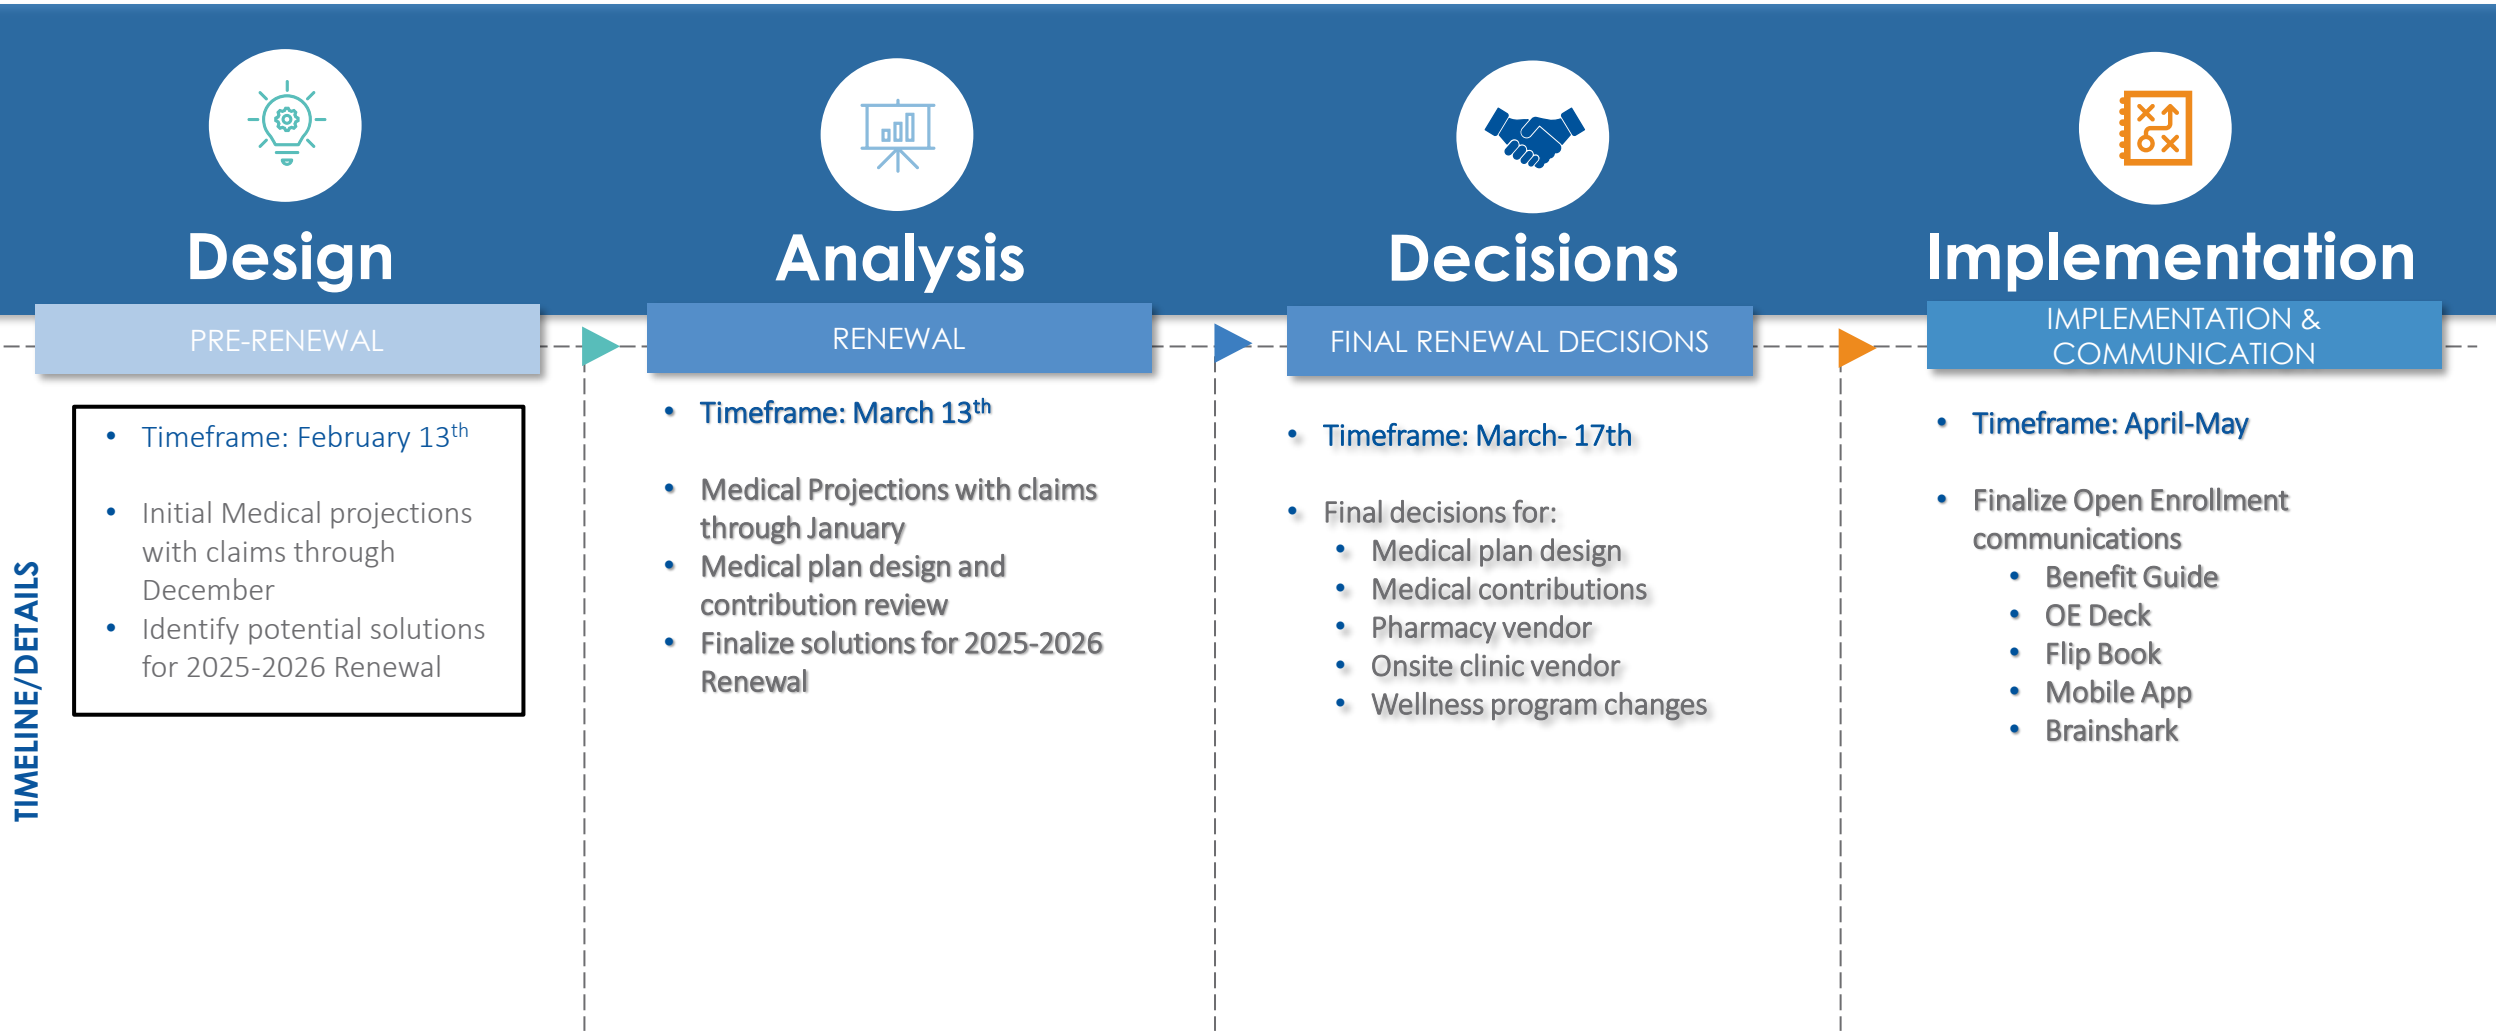 Design
Analysis
Decisions
Implementation
PRE-RENEWAL
RENEWAL
FINAL RENEWAL DECISIONS
IMPLEMENTATION &
COMMUNICATION
TIMELINE/DETAILS
• Timeframe: February 13th
• Initial Medical projections
with claims through
December
• Identify potential solutions
for 2025-2026 Renewal
• Timeframe: March 13th
• Medical Projections with claims
through January
• Medical plan design and
contribution review
• Finalize solutions for 2025-2026
Renewal
• Timeframe: March- 17th
• Final decisions for:
• Medical plan design
• Medical contributions
• Pharmacy vendor
• Onsite clinic vendor
• Wellness program changes
• Timeframe: April-May
• Finalize Open Enrollment
communications
• Benefit Guide
• OE Deck
• Flip Book
• Mobile App
• Brainshark